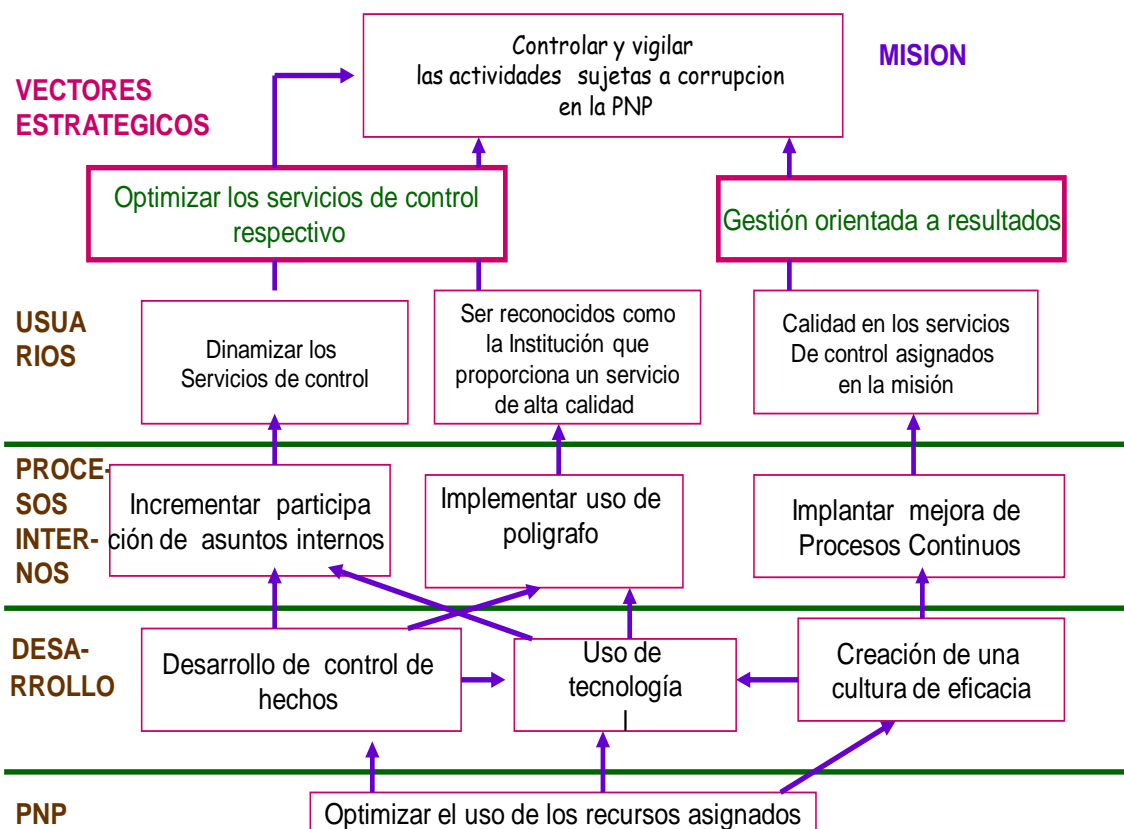 Controlar y vigilar
las actividades sujetas a corrupcion
en la PNP
MISION
VECTORES
ESTRATEGICOS
Optimizar los servicios de control
respectivo
Gestión orientada a resultados
USUA
RIOS
Dinamizar los
Servicios de control
Ser reconocidos como
la Institución que
proporciona un servicio
de alta calidad
Calidad en los servicios
De control asignados
en la misión
PROCE-
SOS
INTER-
NOS
Incrementar participa
ción de asuntos internos
Implementar uso de
poligrafo
Implantar mejora de
Procesos Continuos
DESA-
RROLLO
Desarrollo de control de
hechos
Uso de
tecnología
l
Creación de una
cultura de eficacia
PNP
Optimizar el uso de los recursos asignados